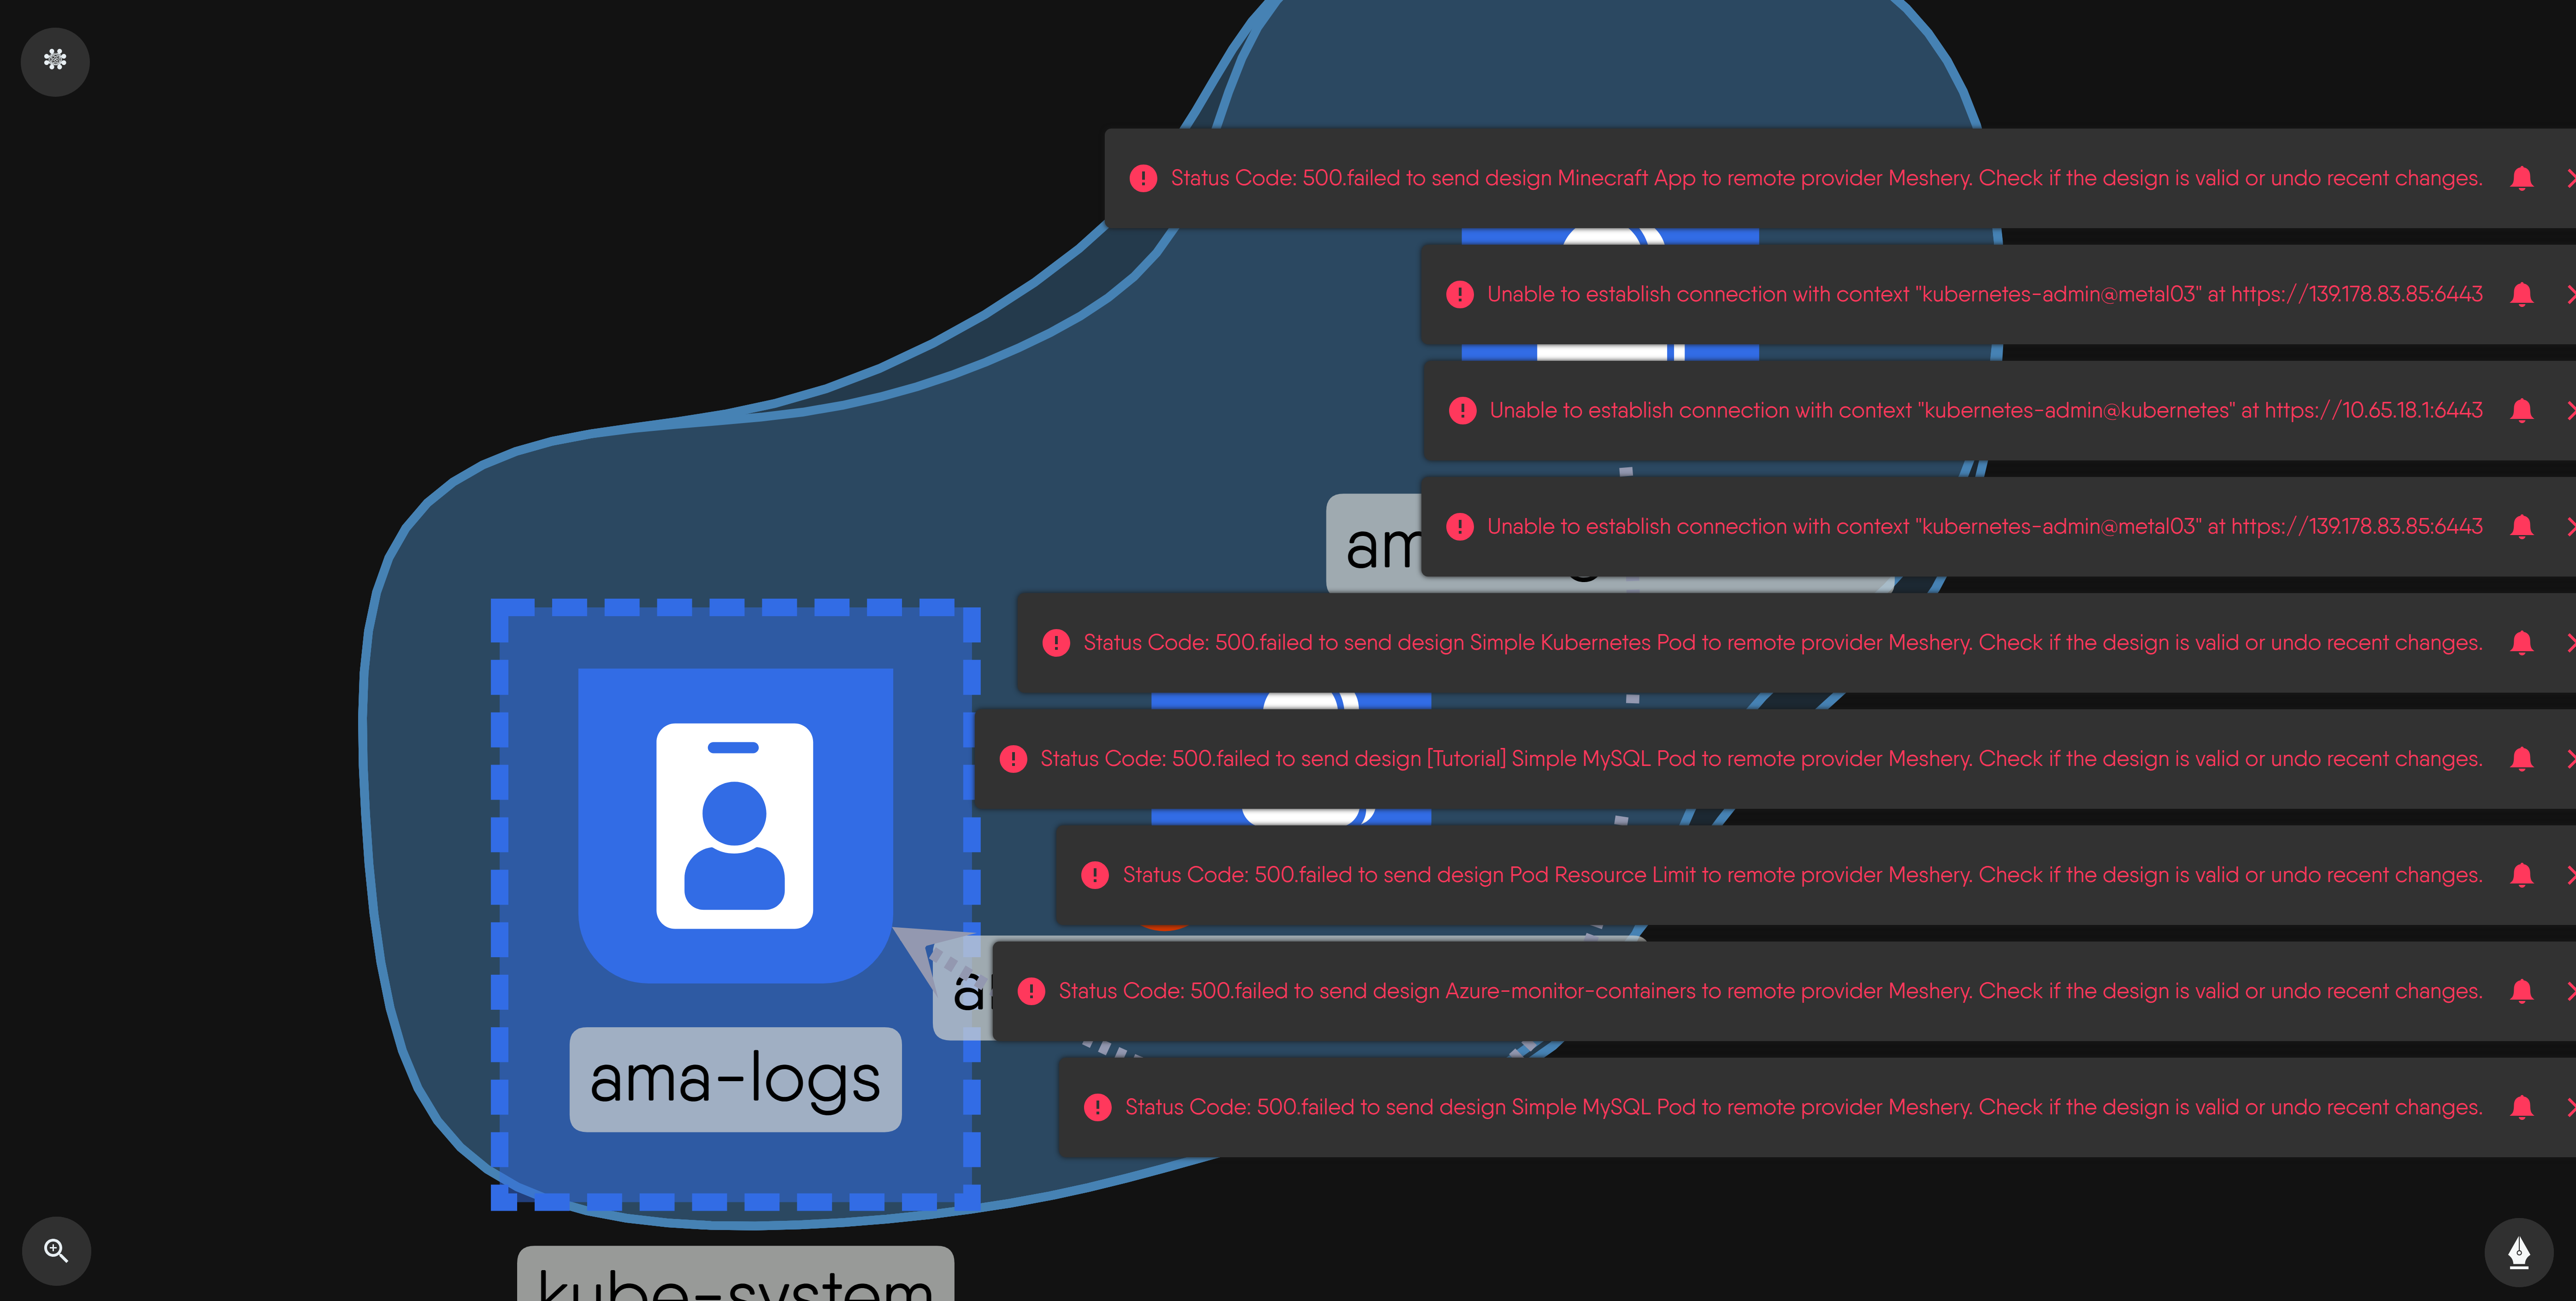 Status Code: 500.failed to send design Minecraft App to remote provider Meshery. Check if the design is valid or undo recent changes.
Unable to establish connection with context "kubernetes-admin@metal03" at https://139.178.83.85:6443
Unable to establish connection with context "kubernetes-admin@kubernetes" at https://10.65.18.1:6443
Unable to establish connection with context "kubernetes-admin@metal03" at https://139.178.83.85:6443
Status Code: 500.failed to send design Simple Kubernetes Pod to remote provider Meshery. Check if the design is valid or undo recent changes.
Status Code: 500.failed to send design [Tutorial] Simple MySQL Pod to remote provider Meshery. Check if the design is valid or undo recent changes.
Status Code: 500.failed to send design Pod Resource Limit to remote provider Meshery. Check if the design is valid or undo recent changes.
Status Code: 500.failed to send design Azure-monitor-containers to remote provider Meshery. Check if the design is valid or undo recent changes.
ama-logs
Status Code: 500.failed to send design Simple MySQL Pod to remote provider Meshery. Check if the design is valid or undo recent changes.
kube-system